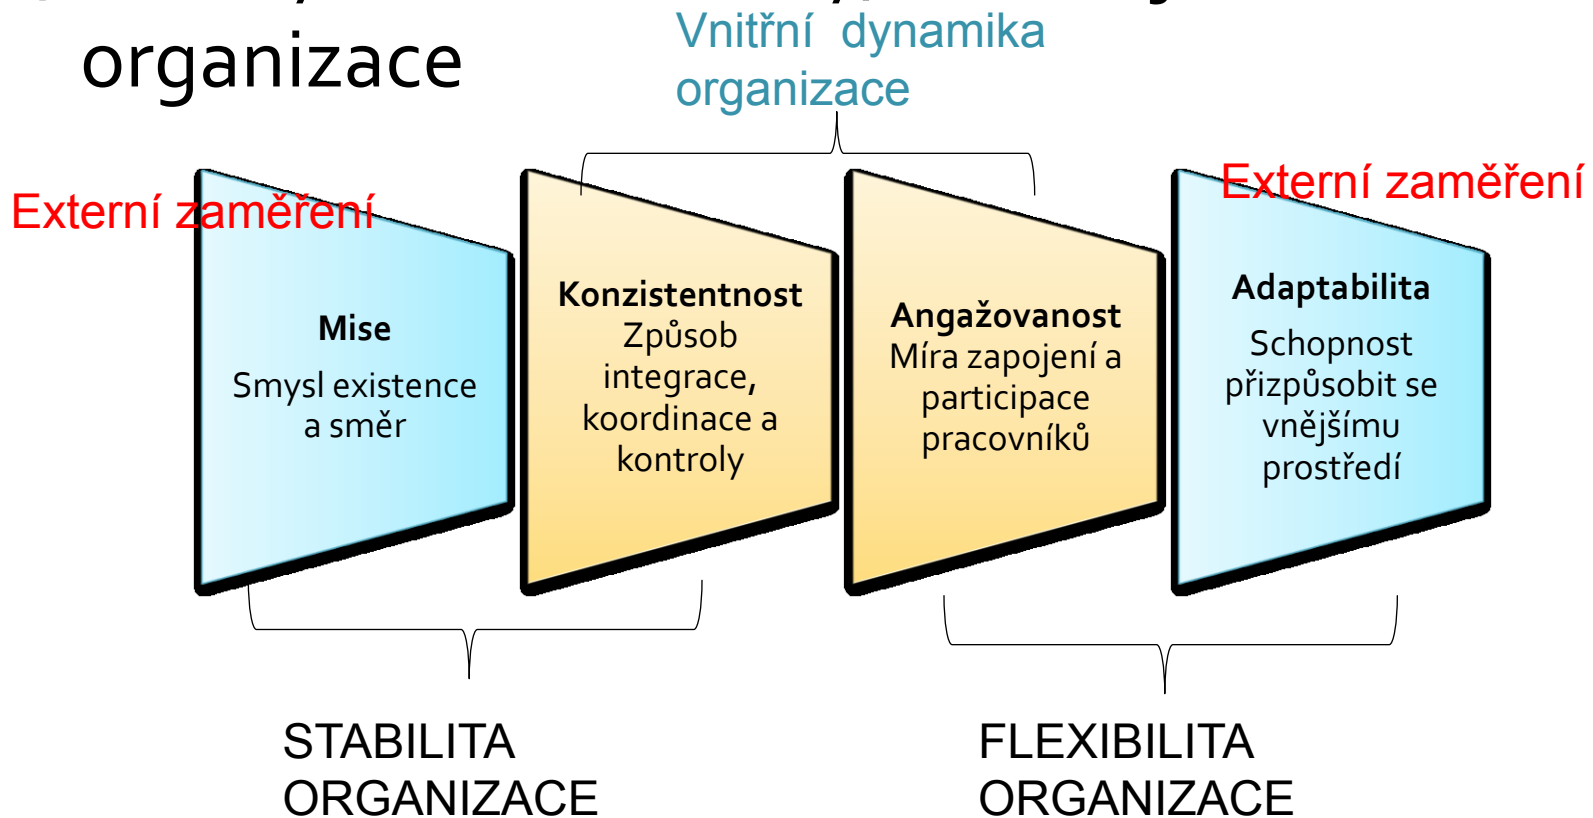 organizace
Vnitřní dynamika
organizace
Externí zaměření
Externí zaměření
Mise
Smysl existence
a směr
Konzistentnost
Způsob
integrace,
koordinace a
kontroly
Angažovanost
Míra zapojení a
participace
pracovníků
Adaptabilita
Schopnost
přizpůsobit se
vnějšímu
prostředí
STABILITA
ORGANIZACE
FLEXIBILITA
ORGANIZACE